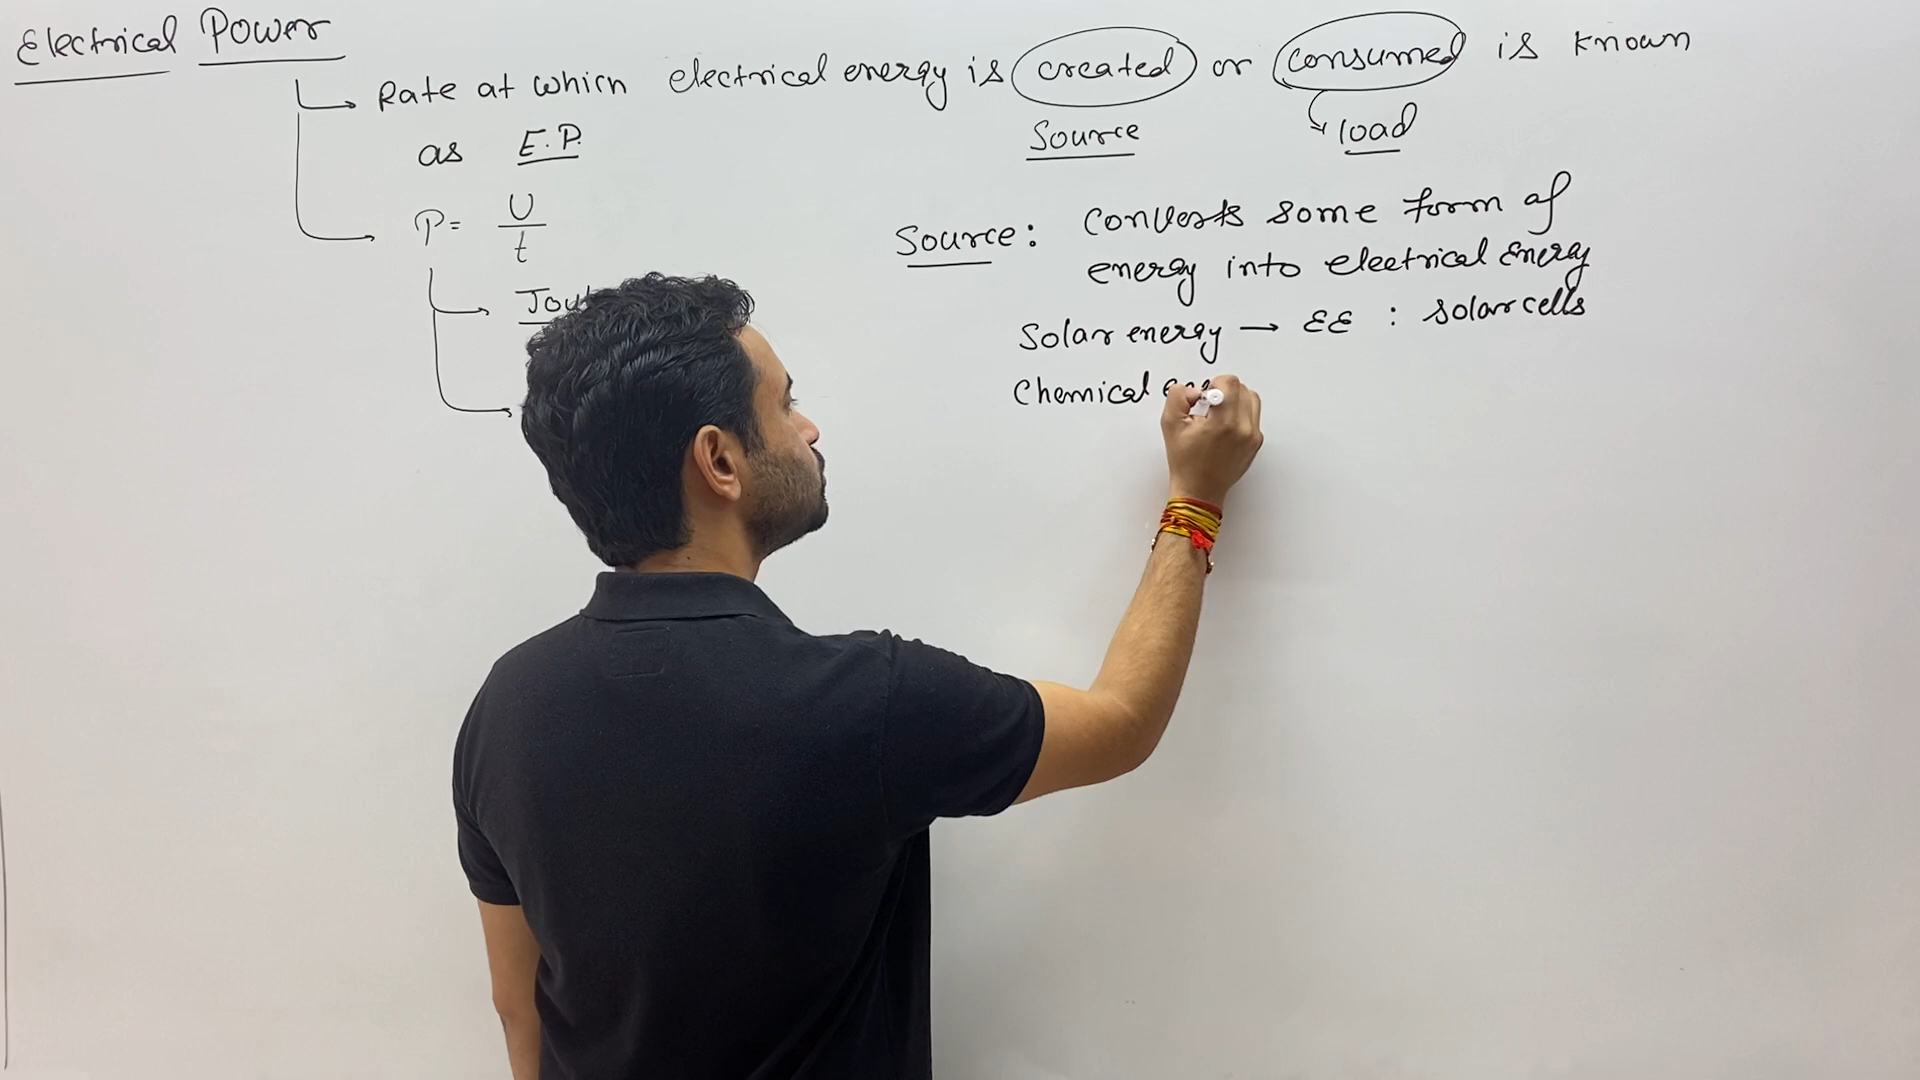 Electrical Power
Rate at which electrical energy is created or consumed is known
as E.P.
Source
load
P = U
t
Source: Converts some form of
energy into electrical energy
Solar energy → EE : solar cells
Chemical